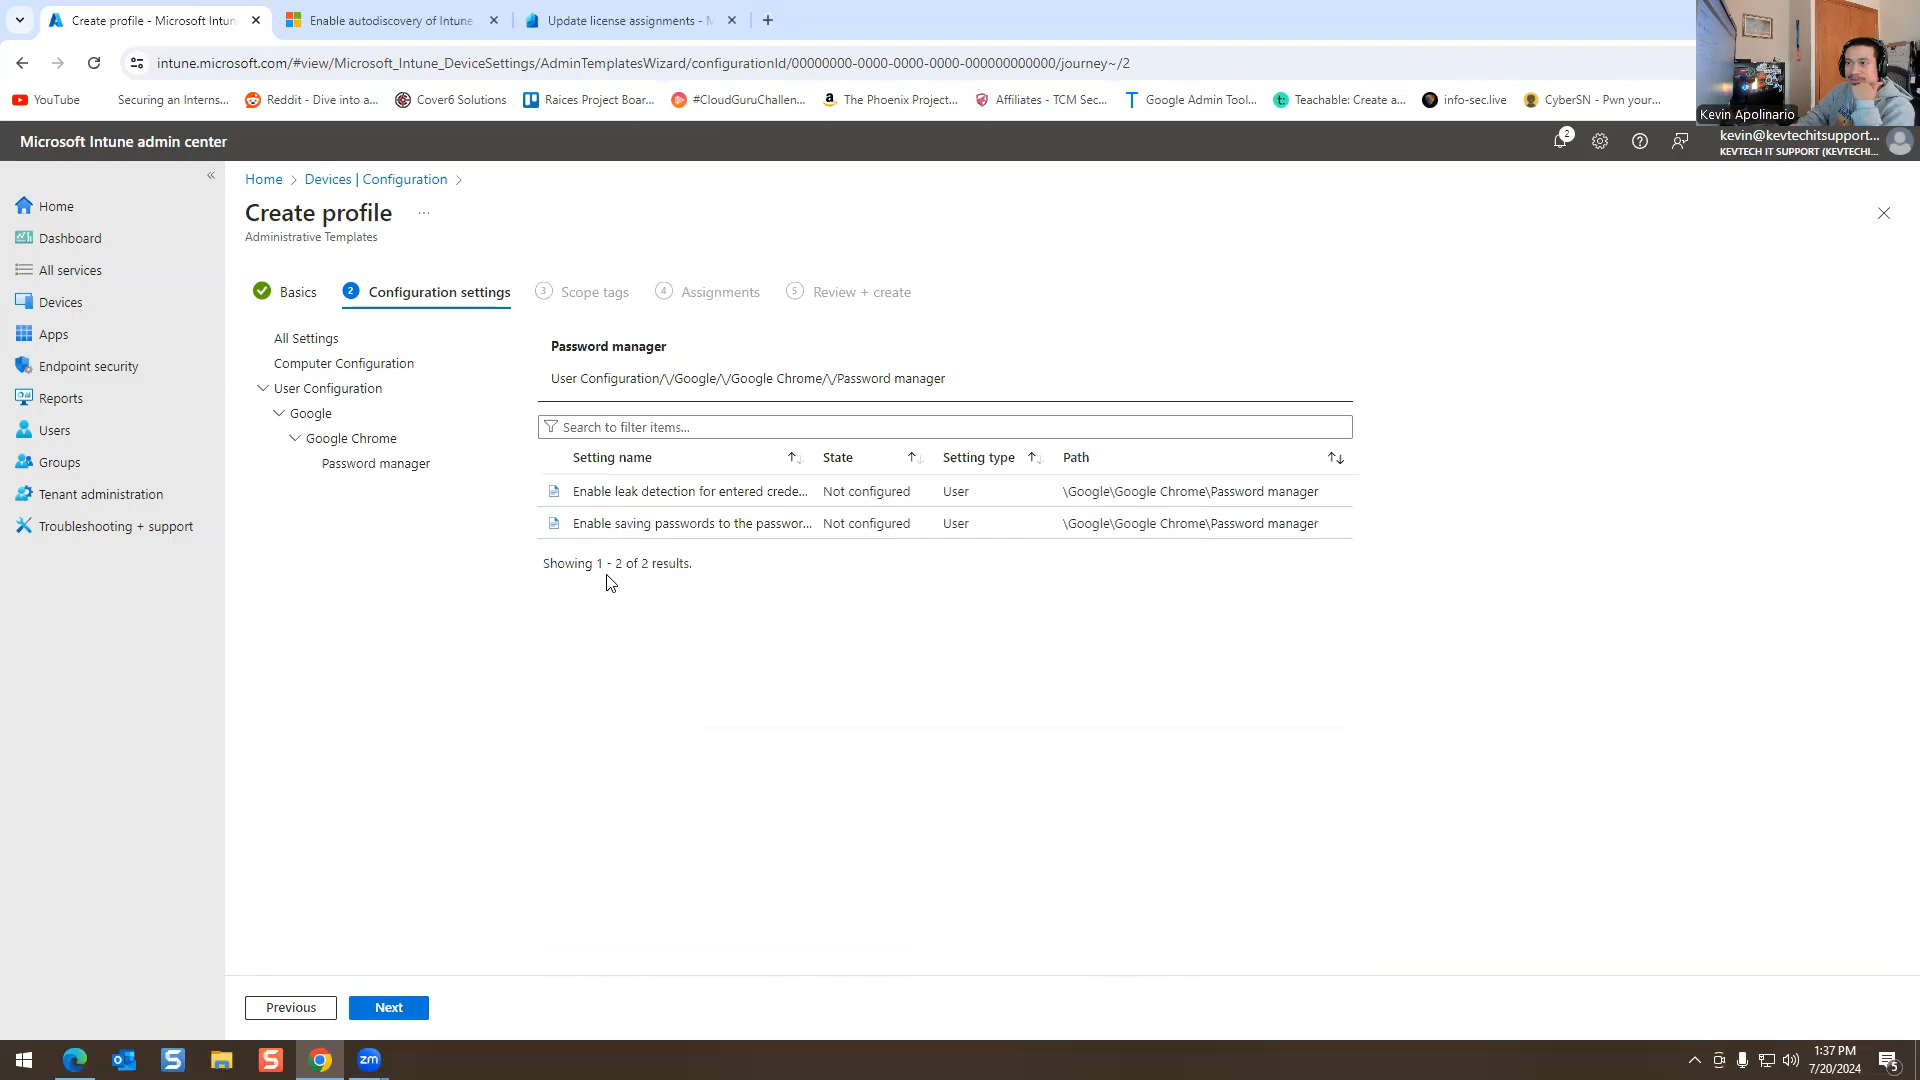 Create profile - Microsoft Intun
Enable autodiscovery of Intune
Update license assignments - M
intune.microsoft.com/#view/Microsoft_Intune_DeviceSettings/AdminTemplatesWizard/configurationId/00000000-0000-0000-0000-000000000000/journey~/2
YouTube
Securing an Interns...
Reddit - Dive into a...
Cover6 Solutions
Raices Project Boar...
#CloudGuruChallen...
The Phoenix Project...
Affiliates - TCM Sec...
Google Admin Tool...
Teachable: Create a...
info-sec.live
CyberSN - Pwn your...
Kevin Apolinario
Microsoft Intune admin center
2
kevin@kevtechitsupport...
KEVTECH IT SUPPORT (KEVTECHI...
Home
Dashboard
All services
Devices
Apps
Endpoint security
Reports
Users
Groups
Tenant administration
Troubleshooting + support
Home > Devices | Configuration >
Create profile ...
Administrative Templates
Basics
2 Configuration settings
3 Scope tags
4 Assignments
5 Review + create
All Settings
Computer Configuration
User Configuration
Google
Google Chrome
Password manager
Password manager
User Configuration/\/Google/\/Google Chrome/\/Password manager
Search to filter items...
Setting name State Setting type Path
Enable leak detection for entered crede... Not configured User \Google\Google Chrome\Password manager
Enable saving passwords to the passwor... Not configured User \Google\Google Chrome\Password manager
Showing 1 - 2 of 2 results.
Previous
Next
zm
1:37 PM
7/20/2024
5